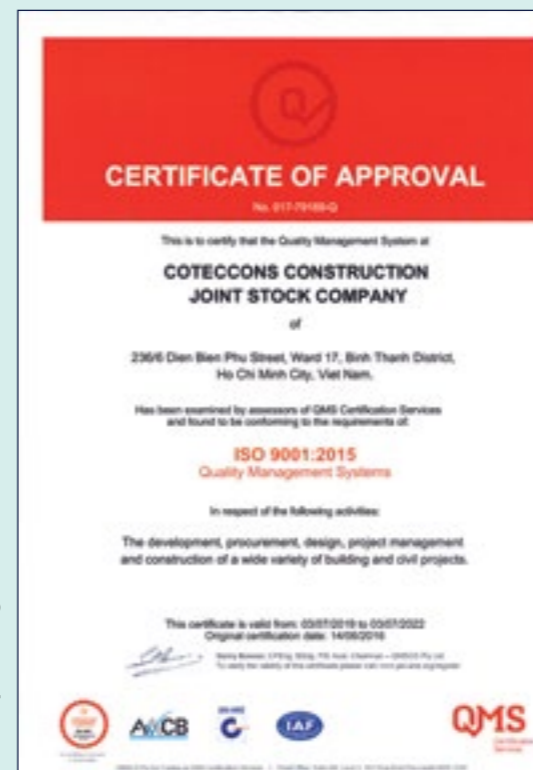 CERTIFICATE OF APPROVAL
This is to certify that the Quality Management System at
COTECCONS CONSTRUCTION
JOINT STOCK COMPANY
of
236/6 Dien Bien Phu Street, Ward 17, Binh Thanh District,
Ho Chi Minh City, Viet Nam.
Has been examined by assessors of QMS Certification Services
and found to be conforming to the requirements of:
ISO 9001:2015
Quality Management Systems
In respect of the following activities:
The development, procurement, design, project management
and construction of a wide variety of building and civil projects.
This certificate is valid from: 03/07/2019 to 03/07/2022
Original certification date: 14/06/2016
IAF
QMS
Certification
Services